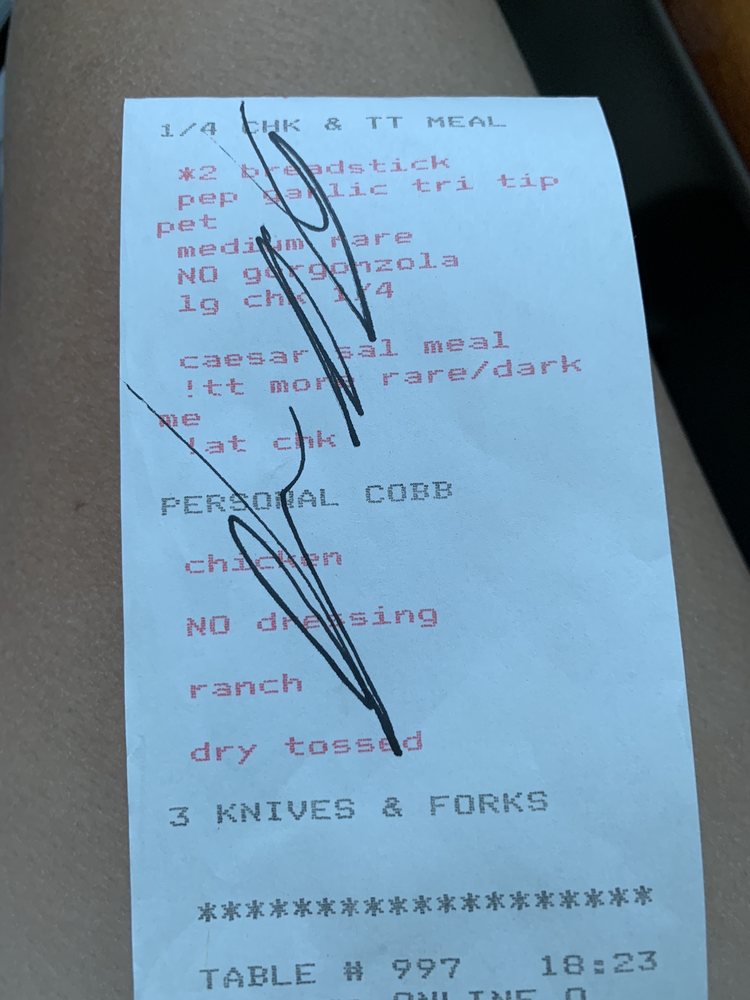 1/4 CHK & TT MEAL
*2 breadstick
pep garlic tri tip
pet
medium rare
NO gorgonzola
lg chk 1/4
caesar sal meal
!tt more rare/dark
me
!at chk
PERSONAL COBB
chicken
NO dressing
ranch
dry tossed
3 KNIVES & FORKS
*******************
TABLE # 997 18:23
ONLINE O